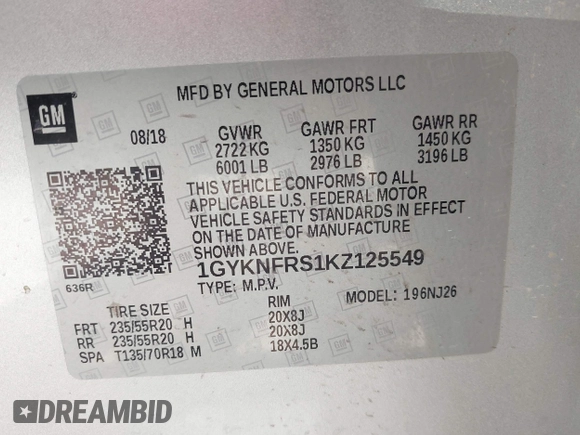 GM
MFD BY GENERAL MOTORS LLC
08/18 GVWR GAWR FRT GAWR RR
2722 KG 1350 KG 1450 KG
6001 LB 2976 LB 3196 LB
THIS VEHICLE CONFORMS TO ALL
APPLICABLE U.S. FEDERAL MOTOR
VEHICLE SAFETY STANDARDS IN EFFECT
ON THE DATE OF MANUFACTURE
SHOWN ABOVE.
636R 1GYKNFRS1KZ125549
TYPE: M.P.V. MODEL: 196NJ26
TIRE SIZE RIM
FRT 235/55R20 H 20X8J
RR 235/55R20 H 20X8J
SPA T135/70R18 M 18X4.5B
DREAMBID